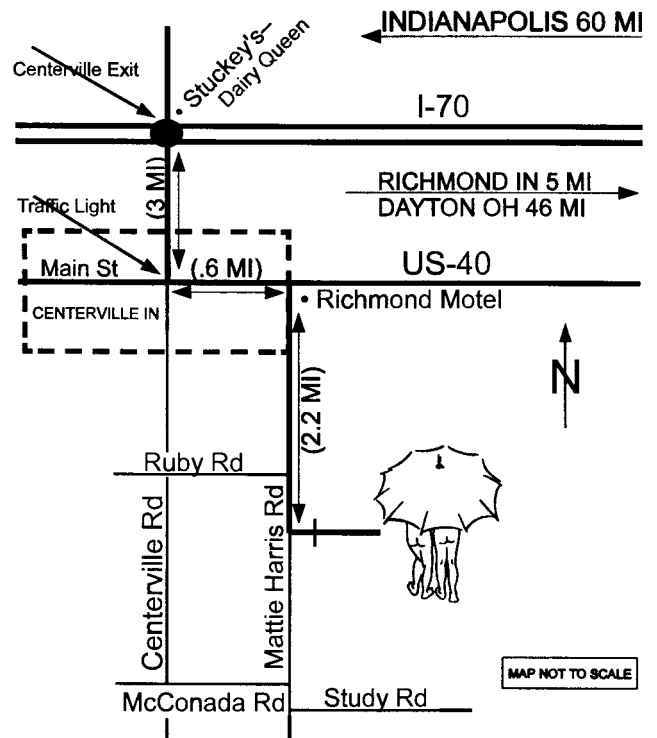 INDIANAPOLIS 60 MI
Stuckey's–
Dairy Queen
Centerville Exit
I-70
(3 MI)
RICHMOND IN 5 MI
DAYTON OH 46 MI
Traffic Light
Main St
(.6 MI)
US-40
CENTERVILLE IN
Richmond Motel
N
(2.2 MI)
Ruby Rd
Centerville Rd
Mattie Harris Rd
MAP NOT TO SCALE
McConada Rd
Study Rd